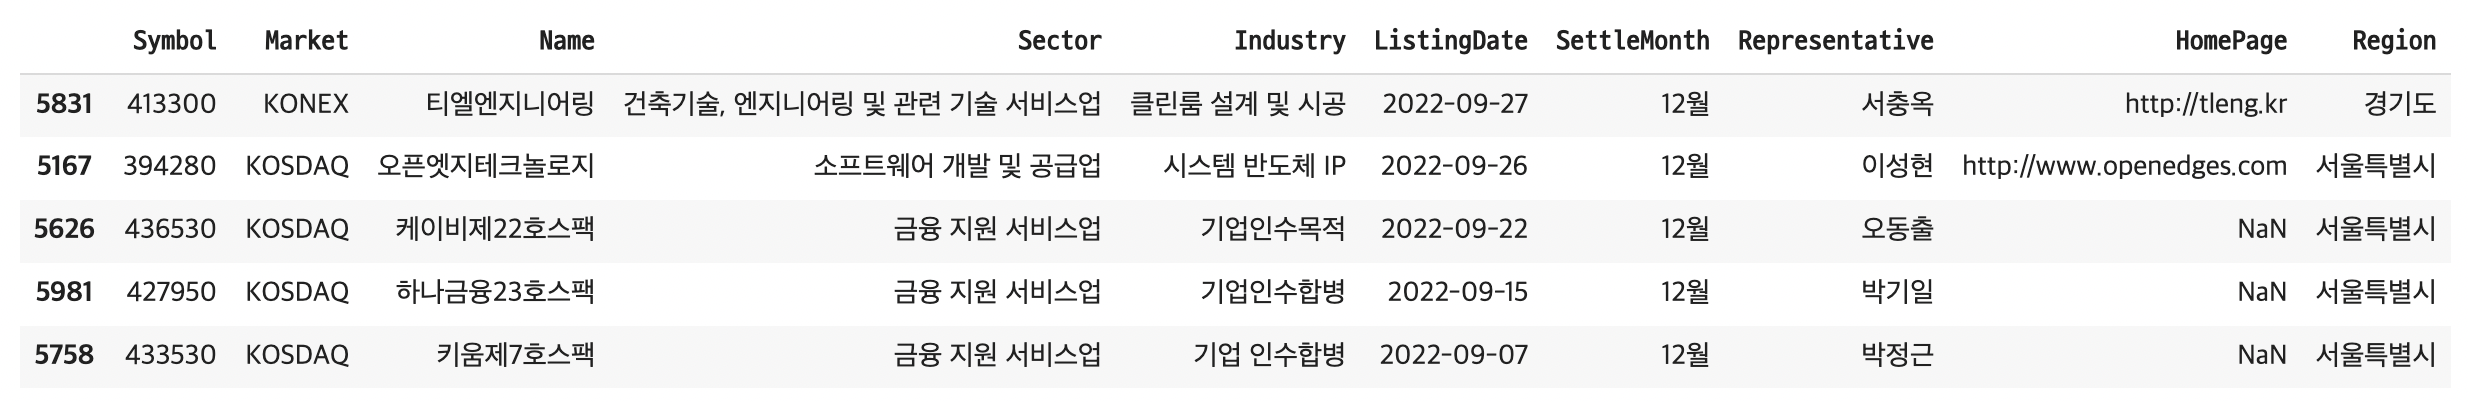 Symbol Market Name Sector Industry ListingDate SettleMonth Representative HomePage Region
5831 413300 KONEX 티엘엔지니어링 건축기술, 엔지니어링 및 관련 기술 서비스업 클린룸 설계 및 시공 2022-09-27 12월 서충옥 http://tleng.kr 경기도
5167 394280 KOSDAQ 오픈엣지테크놀로지 소프트웨어 개발 및 공급업 시스템 반도체 IP 2022-09-26 12월 이성현 http://www.openedges.com 서울특별시
5626 436530 KOSDAQ 케이비제22호스팩 금융 지원 서비스업 기업인수목적 2022-09-22 12월 오동출 NaN 서울특별시
5981 427950 KOSDAQ 하나금융23호스팩 금융 지원 서비스업 기업인수합병 2022-09-15 12월 박기일 NaN 서울특별시
5758 433530 KOSDAQ 키움제7호스팩 금융 지원 서비스업 기업 인수합병 2022-09-07 12월 박정근 NaN 서울특별시